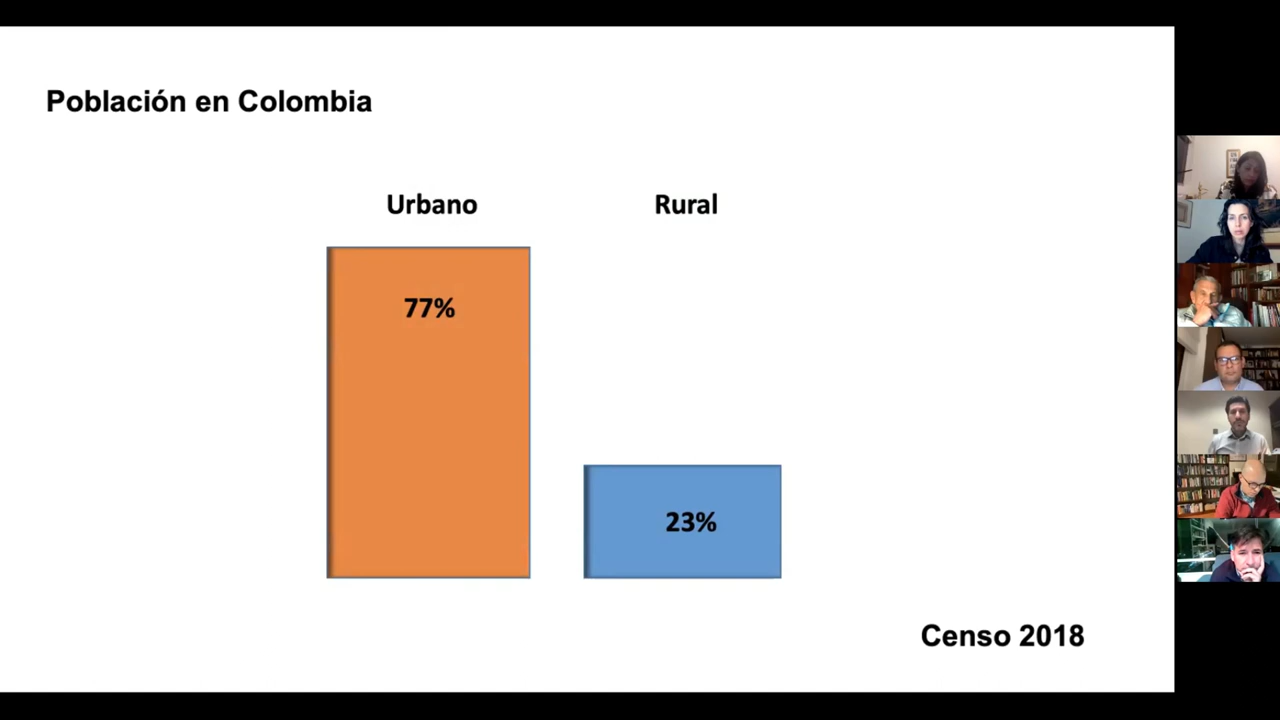 Población en Colombia
Urbano
Rural
77%
23%
Censo 2018